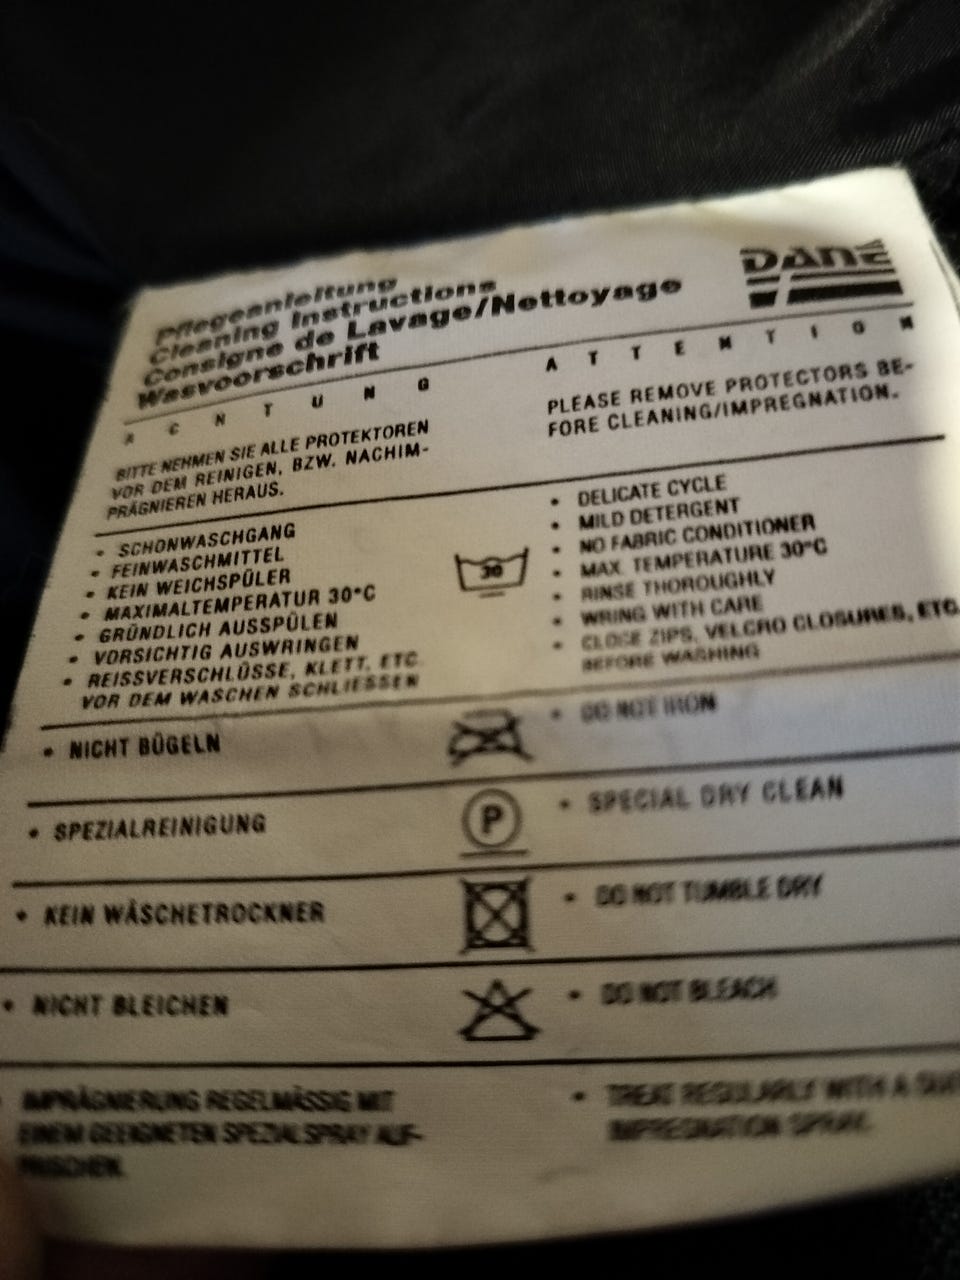 Pflegeanleitung
Cleaning Instructions
Consigne de Lavage/Nettoyage
Wasvoorschrift
DANE
ACHTUNG
BITTE NEHMEN SIE ALLE PROTEKTOREN
VOR DEM REINIGEN, BZW. NACHIM-
PRÄGNIEREN HERAUS.
ATTENTION
PLEASE REMOVE PROTECTORS BE-
FORE CLEANING/IMPREGNATION.
• SCHONWASCHGANG
• FEINWASCHMITTEL
• KEIN WEICHSPÜLER
• MAXIMALTEMPERATUR 30°C
• GRÜNDLICH AUSSPÜLEN
• VORSICHTIG AUSWRINGEN
• REISSVERSCHLÜSSE, KLETT, ETC.
VOR DEM WASCHEN SCHLIESSEN
30
• DELICATE CYCLE
• MILD DETERGENT
• NO FABRIC CONDITIONER
• MAX. TEMPERATURE 30°C
• RINSE THOROUGHLY
• WRING WITH CARE
• CLOSE ZIPS, VELCRO CLOSURES, ETC.
BEFORE WASHING
• NICHT BÜGELN
• DO NOT IRON
• SPEZIALREINIGUNG
P
• SPECIAL DRY CLEAN
• KEIN WÄSCHETROCKNER
• DO NOT TUMBLE DRY
• NICHT BLEICHEN
• DO NOT BLEACH
IMPRÄGNIERUNG REGELMÄSSIG MIT
EINEM GEEIGNETEN SPEZIALSPRAY AUF-
FRISCHEN.
• TREAT REGULARLY WITH A
IMPREGNATION SPRAY.